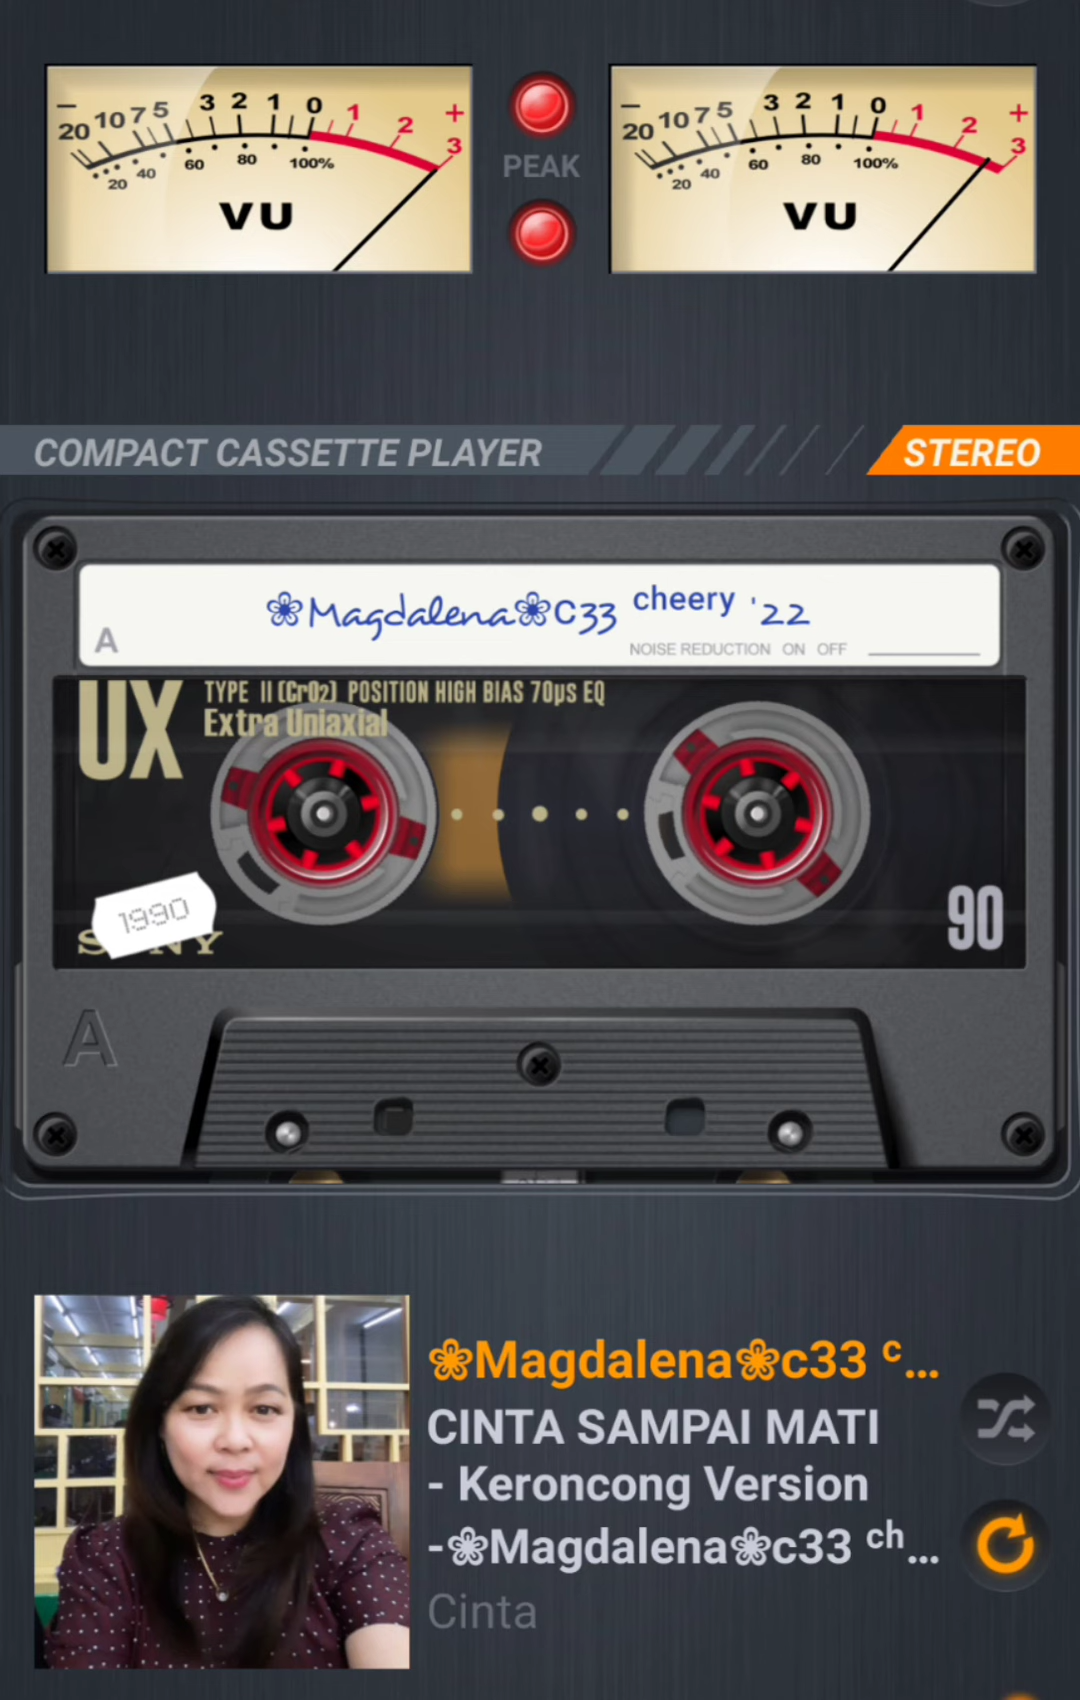 − 20 10 7 5 3 2 1 0 1 2 3 +
20 40 60 80 100%
VU
PEAK
− 20 10 7 5 3 2 1 0 1 2 3 +
20 40 60 80 100%
VU
COMPACT CASSETTE PLAYER
STEREO
❀Magdalena❀C33 cheery '22
A
NOISE REDUCTION ON OFF
UX
TYPE II (CrO2) POSITION HIGH BIAS 70µs EQ
Extra Uniaxial
1990
90
A
❀Magdalena❀c33 ᶜ...
CINTA SAMPAI MATI
- Keroncong Version
-❀Magdalena❀c33 ᶜʰ...
Cinta